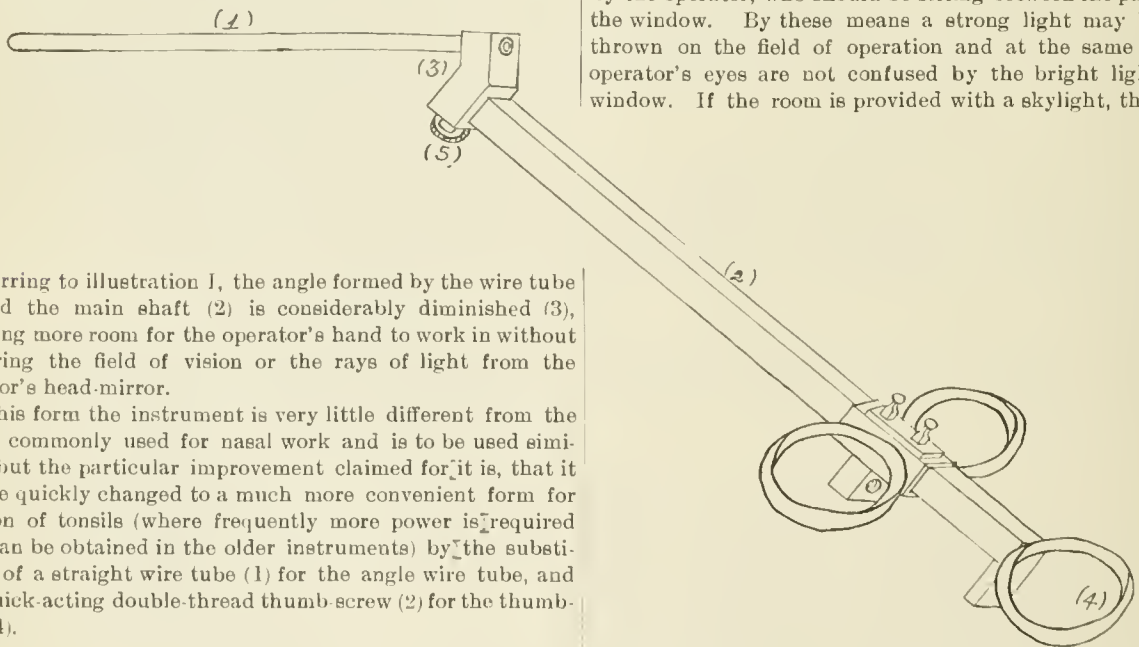 (1)
(3)
(5)
(2)
(4)
rring to illustration I, the angle formed by the wire tube
d the main shaft (2) is considerably diminished (3),
ng more room for the operator's hand to work in without
ring the field of vision or the rays of light from the
or's head-mirror.
his form the instrument is very little different from the
commonly used for nasal work and is to be used simi-
but the particular improvement claimed for it is, that it
e quickly changed to a much more convenient form for
on of tonsils (where frequently more power is required
an be obtained in the older instruments) by the substi-
of a straight wire tube (1) for the angle wire tube, and
uick-acting double-thread thumb-screw (2) for the thumb-
4).
by the operator, who should be sitting between the pa
the window. By these means a strong light may
thrown on the field of operation and at the same
operator's eyes are not confused by the bright lig
window. If the room is provided with a skylight, th